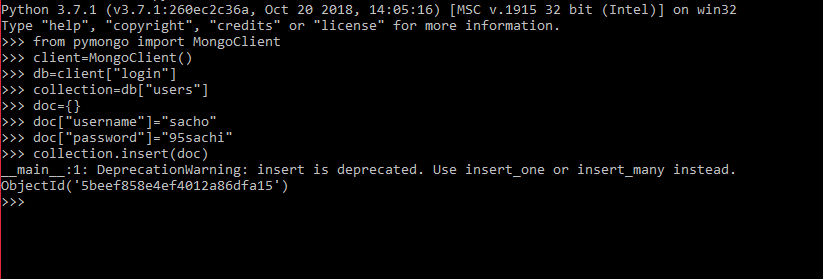 Python 3.7.1 (v3.7.1:260ec2c36a, Oct 20 2018, 14:05:16) [MSC v.1915 32 bit (Intel)] on win32
Type "help", "copyright", "credits" or "license" for more information.
>>> from pymongo import MongoClient
>>> client=MongoClient()
>>> db=client["login"]
>>> collection=db["users"]
>>> doc={}
>>> doc["username"]="sacho"
>>> doc["password"]="95sachi"
>>> collection.insert(doc)
__main__:1: DeprecationWarning: insert is deprecated. Use insert_one or insert_many instead.
ObjectId('5beef858e4ef4012a86dfa15')
>>>